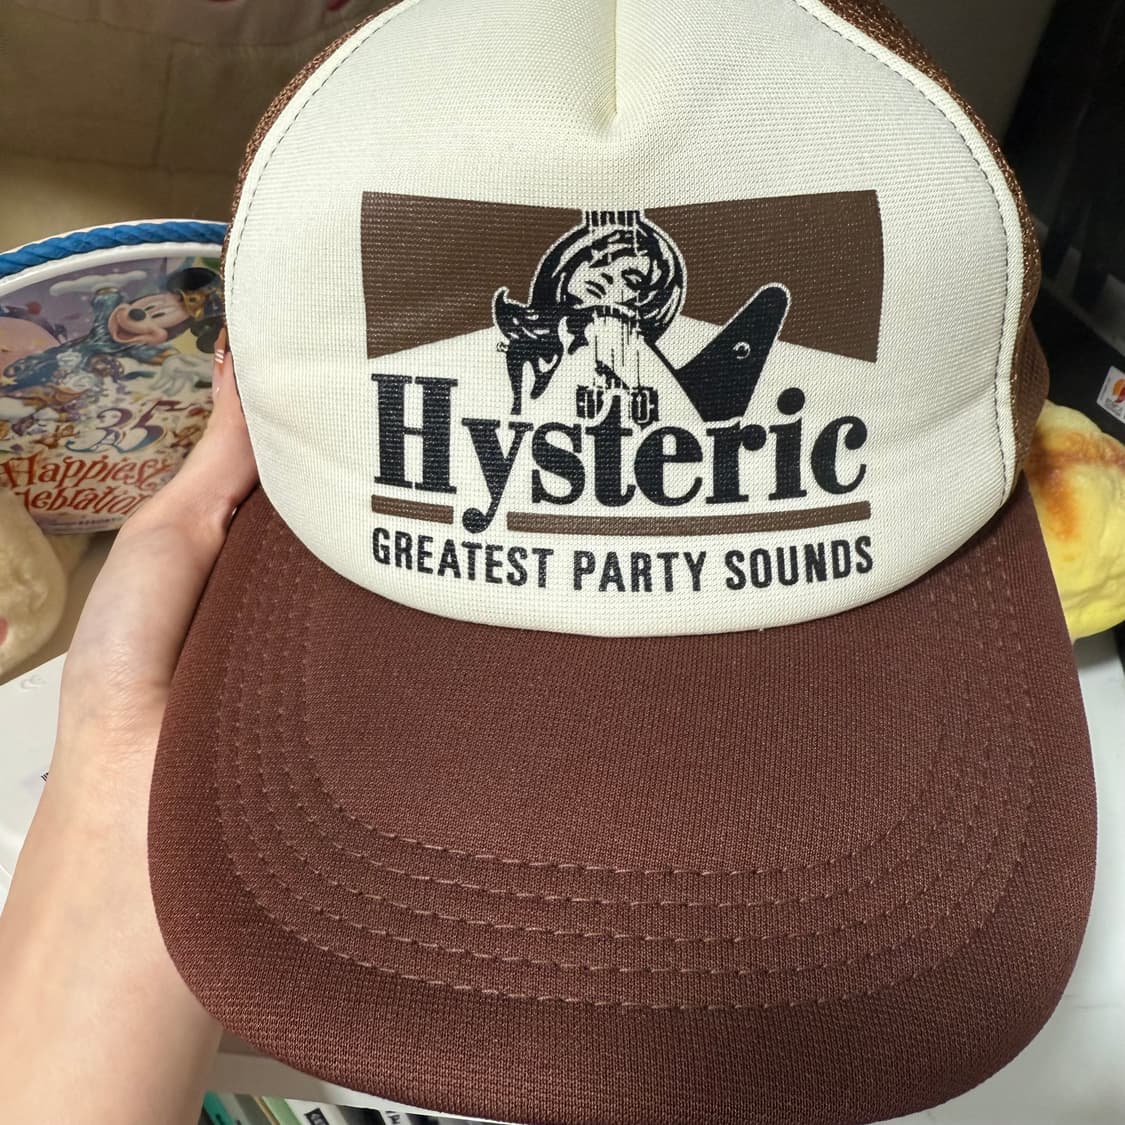 Hysteric
GREATEST PARTY SOUNDS
35
Happiest
Celebration